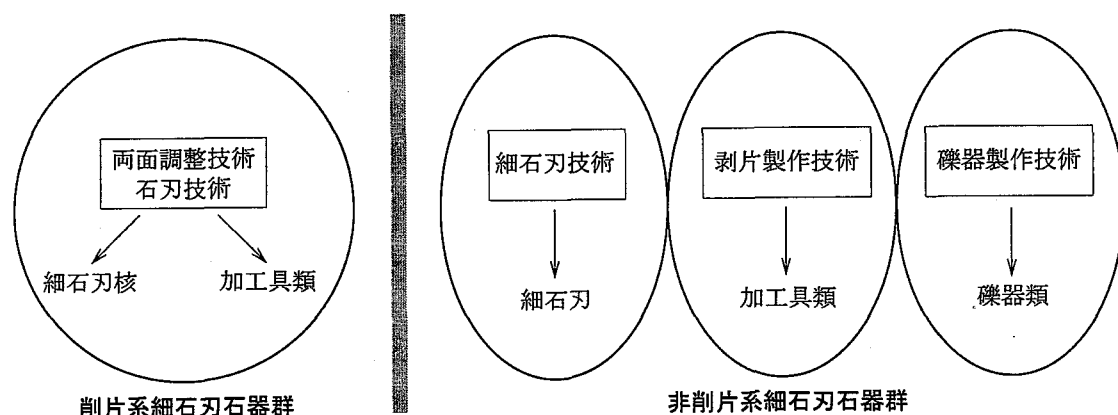 両面調整技術
石刃技術
細石刃核
加工具類
削片系細石刃石器群
細石刃技術
細石刃
剥片製作技術
加工具類
礫器製作技術
礫器類
非削片系細石刃石器群